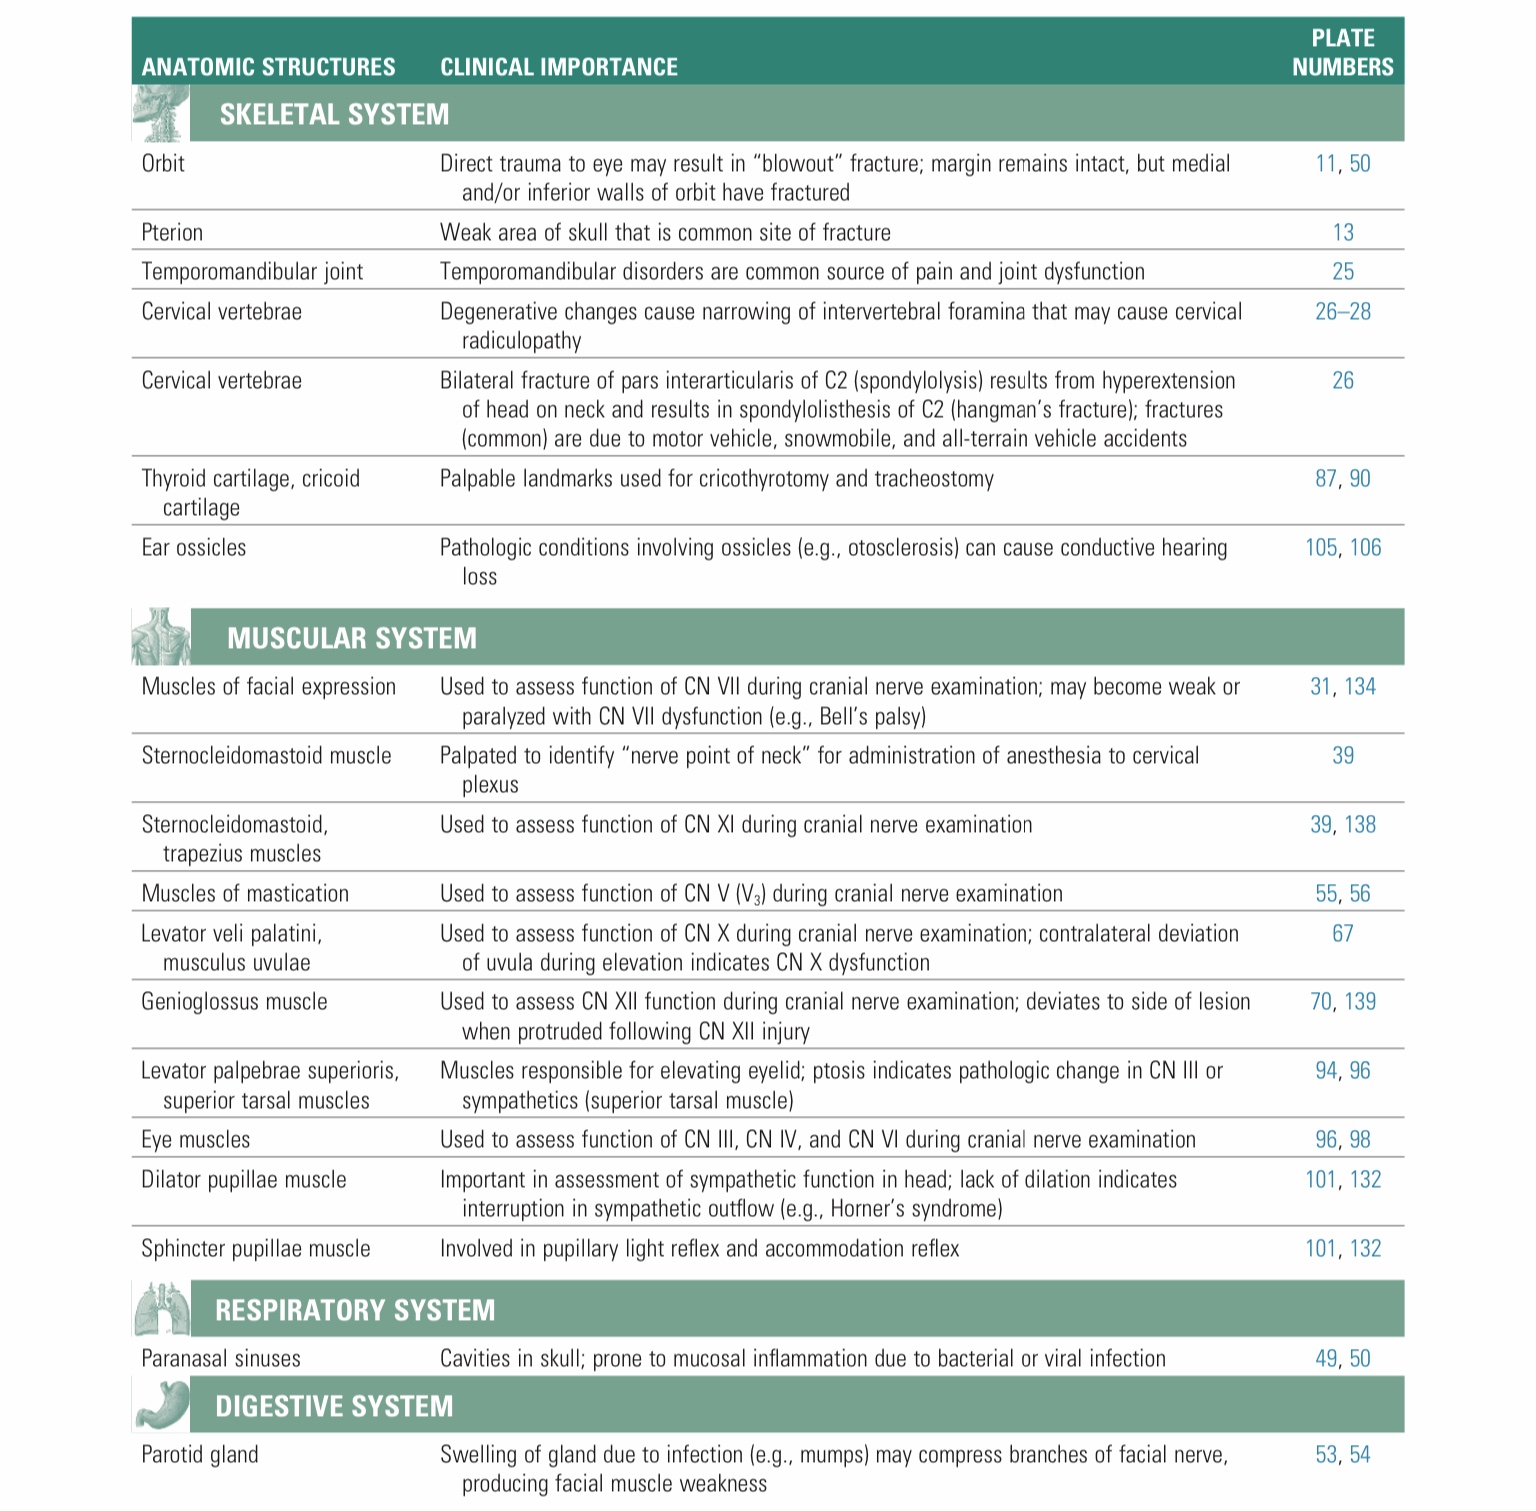 PLATE
ANATOMIC STRUCTURES CLINICAL IMPORTANCE NUMBERS
SKELETAL SYSTEM
Orbit Direct trauma to eye may result in “blowout” fracture; margin remains intact, but medial 11, 50
and/or inferior walls of orbit have fractured
Pterion Weak area of skull that is common site of fracture 13
Temporomandibular joint Temporomandibular disorders are common source of pain and joint dysfunction 25
Cervical vertebrae Degenerative changes cause narrowing of intervertebral foramina that may cause cervical 26–28
radiculopathy
Cervical vertebrae Bilateral fracture of pars interarticularis of C2 (spondylolysis) results from hyperextension 26
of head on neck and results in spondylolisthesis of C2 (hangman’s fracture); fractures
(common) are due to motor vehicle, snowmobile, and all-terrain vehicle accidents
Thyroid cartilage, cricoid Palpable landmarks used for cricothyrotomy and tracheostomy 87, 90
cartilage
Ear ossicles Pathologic conditions involving ossicles (e.g., otosclerosis) can cause conductive hearing 105, 106
loss
MUSCULAR SYSTEM
Muscles of facial expression Used to assess function of CN VII during cranial nerve examination; may become weak or 31, 134
paralyzed with CN VII dysfunction (e.g., Bell’s palsy)
Sternocleidomastoid muscle Palpated to identify “nerve point of neck” for administration of anesthesia to cervical 39
plexus
Sternocleidomastoid, Used to assess function of CN XI during cranial nerve examination 39, 138
trapezius muscles
Muscles of mastication Used to assess function of CN V (V₃) during cranial nerve examination 55, 56
Levator veli palatini, Used to assess function of CN X during cranial nerve examination; contralateral deviation 67
musculus uvulae of uvula during elevation indicates CN X dysfunction
Genioglossus muscle Used to assess CN XII function during cranial nerve examination; deviates to side of lesion 70, 139
when protruded following CN XII injury
Levator palpebrae superioris, Muscles responsible for elevating eyelid; ptosis indicates pathologic change in CN III or 94, 96
superior tarsal muscles sympathetics (superior tarsal muscle)
Eye muscles Used to assess function of CN III, CN IV, and CN VI during cranial nerve examination 96, 98
Dilator pupillae muscle Important in assessment of sympathetic function in head; lack of dilation indicates 101, 132
interruption in sympathetic outflow (e.g., Horner’s syndrome)
Sphincter pupillae muscle Involved in pupillary light reflex and accommodation reflex 101, 132
RESPIRATORY SYSTEM
Paranasal sinuses Cavities in skull; prone to mucosal inflammation due to bacterial or viral infection 49, 50
DIGESTIVE SYSTEM
Parotid gland Swelling of gland due to infection (e.g., mumps) may compress branches of facial nerve, 53, 54
producing facial muscle weakness